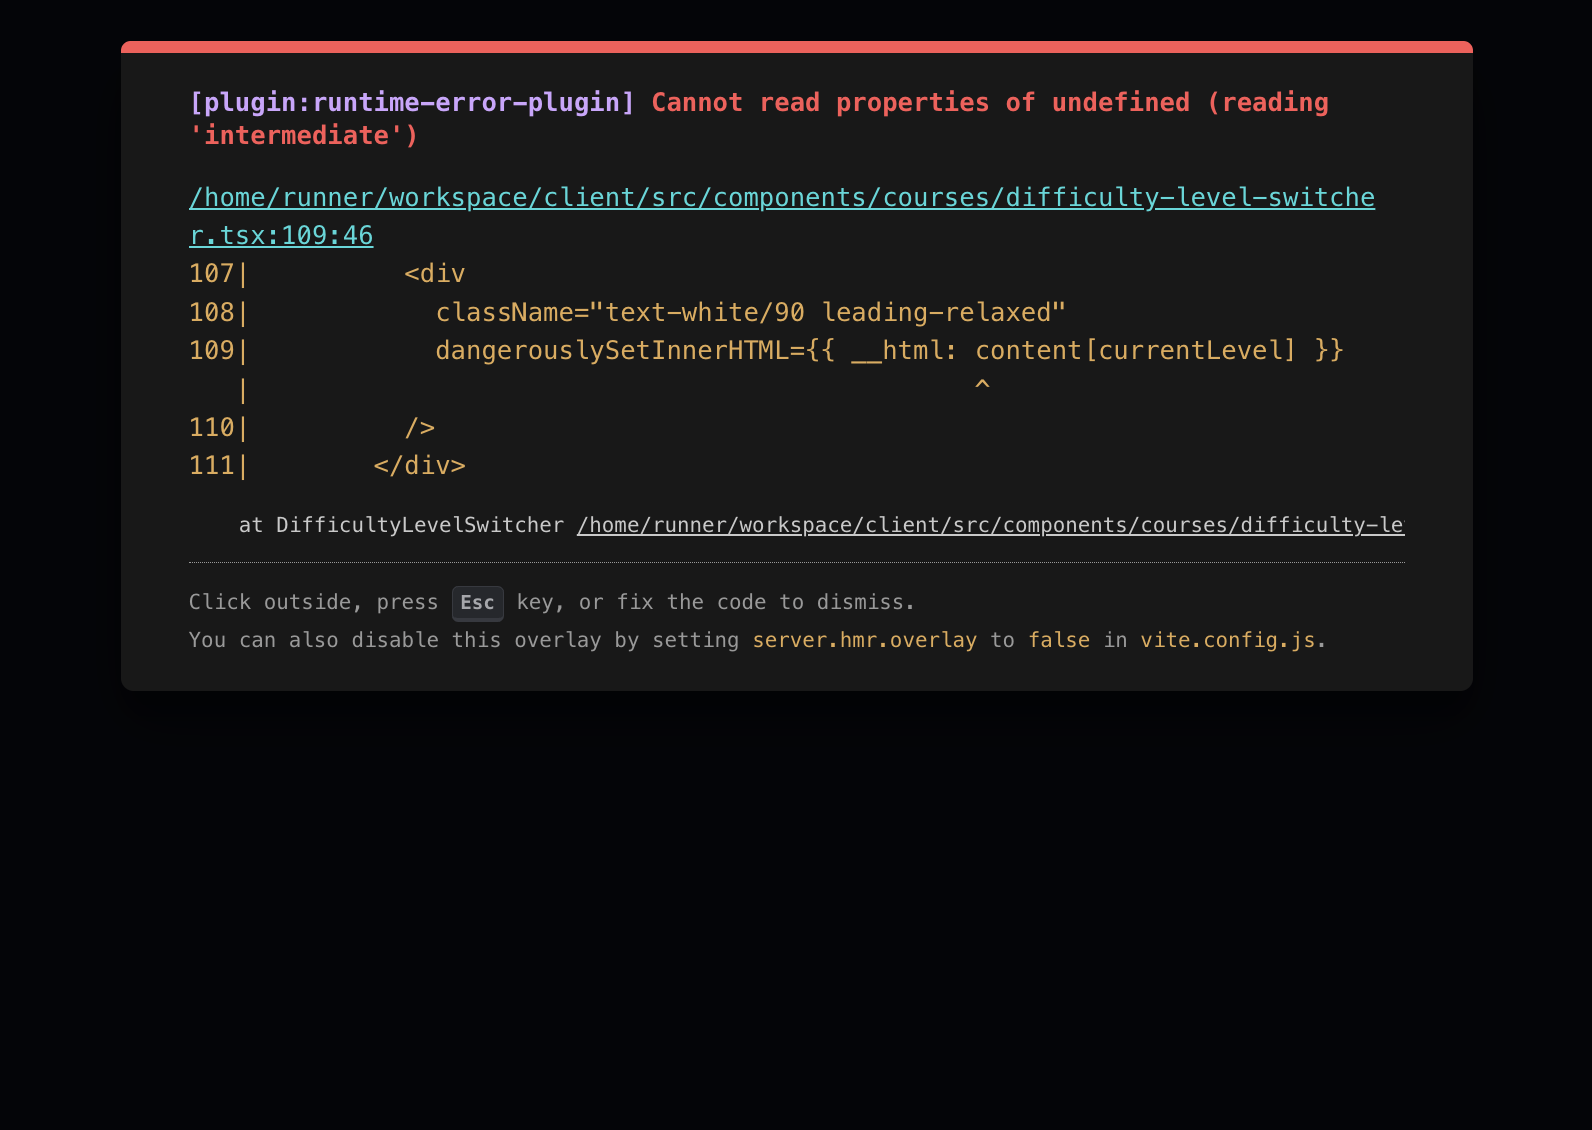 [plugin:runtime-error-plugin] Cannot read properties of undefined (reading
'intermediate')
/home/runner/workspace/client/src/components/courses/difficulty-level-switche
r.tsx:109:46
107|          <div
108|            className="text-white/90 leading-relaxed"
109|            dangerouslySetInnerHTML={{ __html: content[currentLevel] }}
   |                                               ^
110|          />
111|        </div>
at DifficultyLevelSwitcher /home/runner/workspace/client/src/components/courses/difficulty-le
Click outside, press Esc key, or fix the code to dismiss.
You can also disable this overlay by setting server.hmr.overlay to false in vite.config.js.